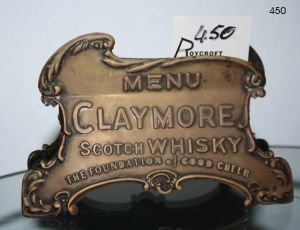 450
450
ROYCROFT
MENU
CLAYMORE
SCOTCH WHISKY
THE FOUNDATION of GOOD CHEER